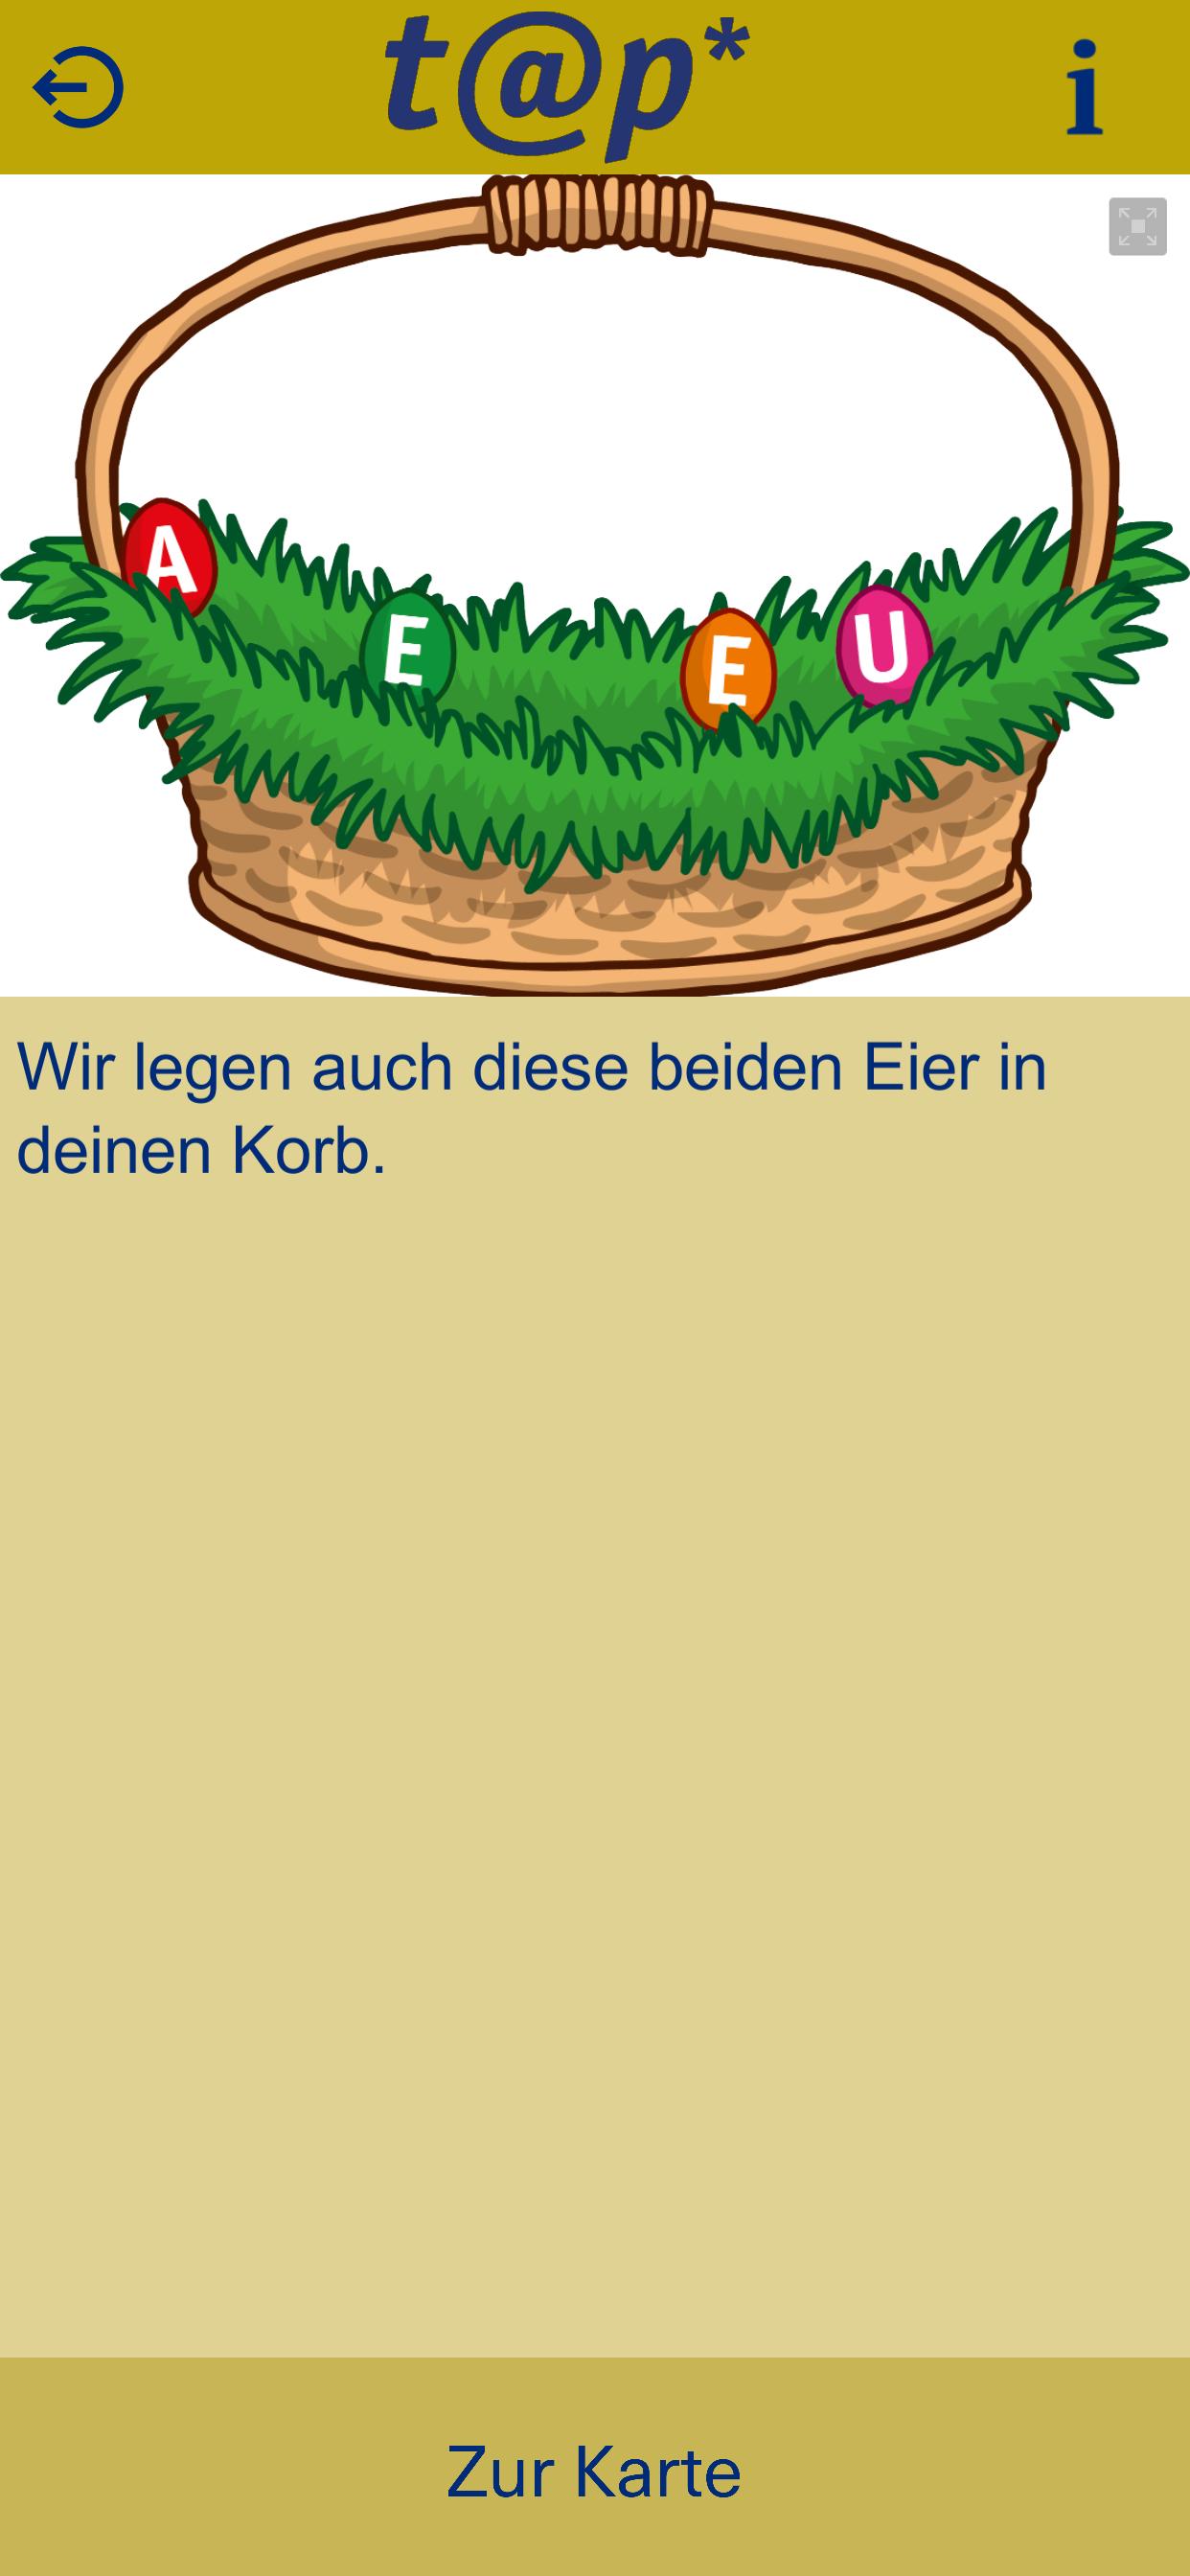 t@p*
i
A
E
E
U
Wir legen auch diese beiden Eier in
deinen Korb.
Zur Karte